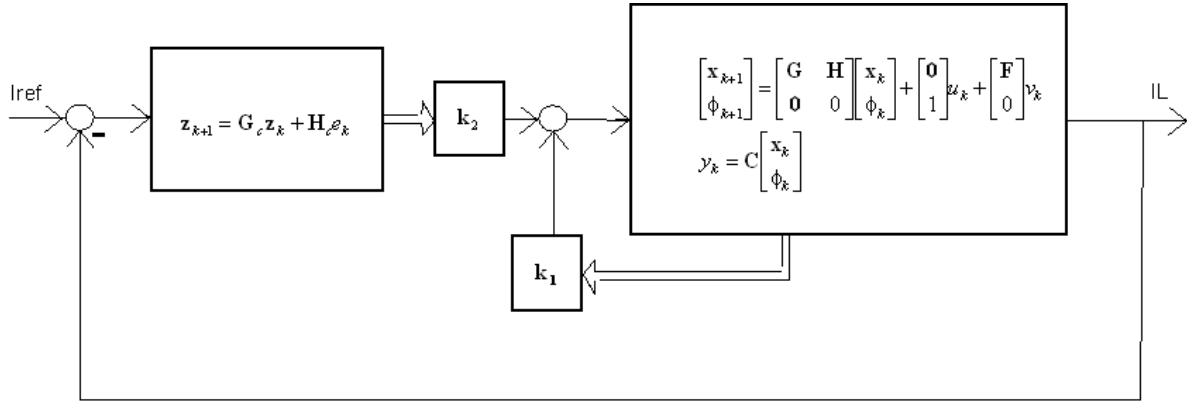 Iref
-
z_{k+1} = G_c z_k + H_c e_k
k_2
[x_{k+1} ϕ_{k+1}] = [G H 0 0] [x_k ϕ_k] + [0 1] u_k + [F 0] v_k
y_k = C [x_k ϕ_k]
IL
k_1